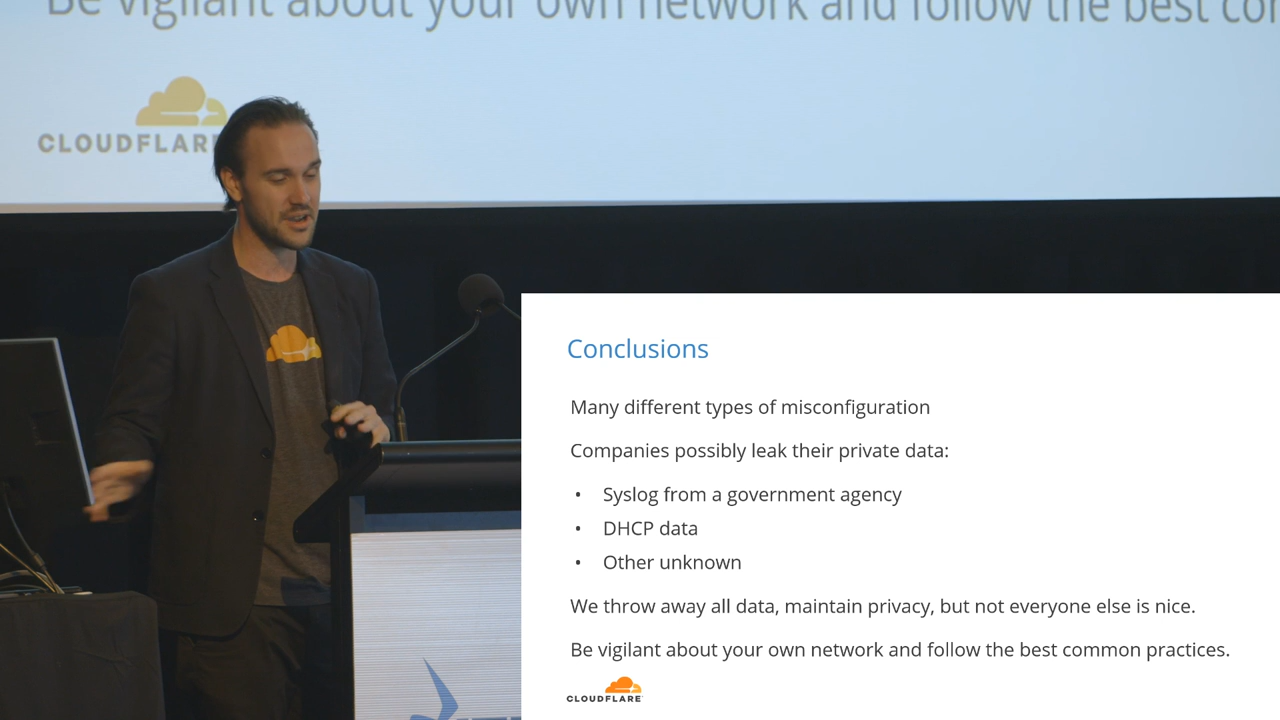 Be vigilant about your own network and follow the best
CLOUDFLARE
Conclusions
Many different types of misconfiguration
Companies possibly leak their private data:
• Syslog from a government agency
• DHCP data
• Other unknown
We throw away all data, maintain privacy, but not everyone else is nice.
Be vigilant about your own network and follow the best common practices.
CLOUDFLARE